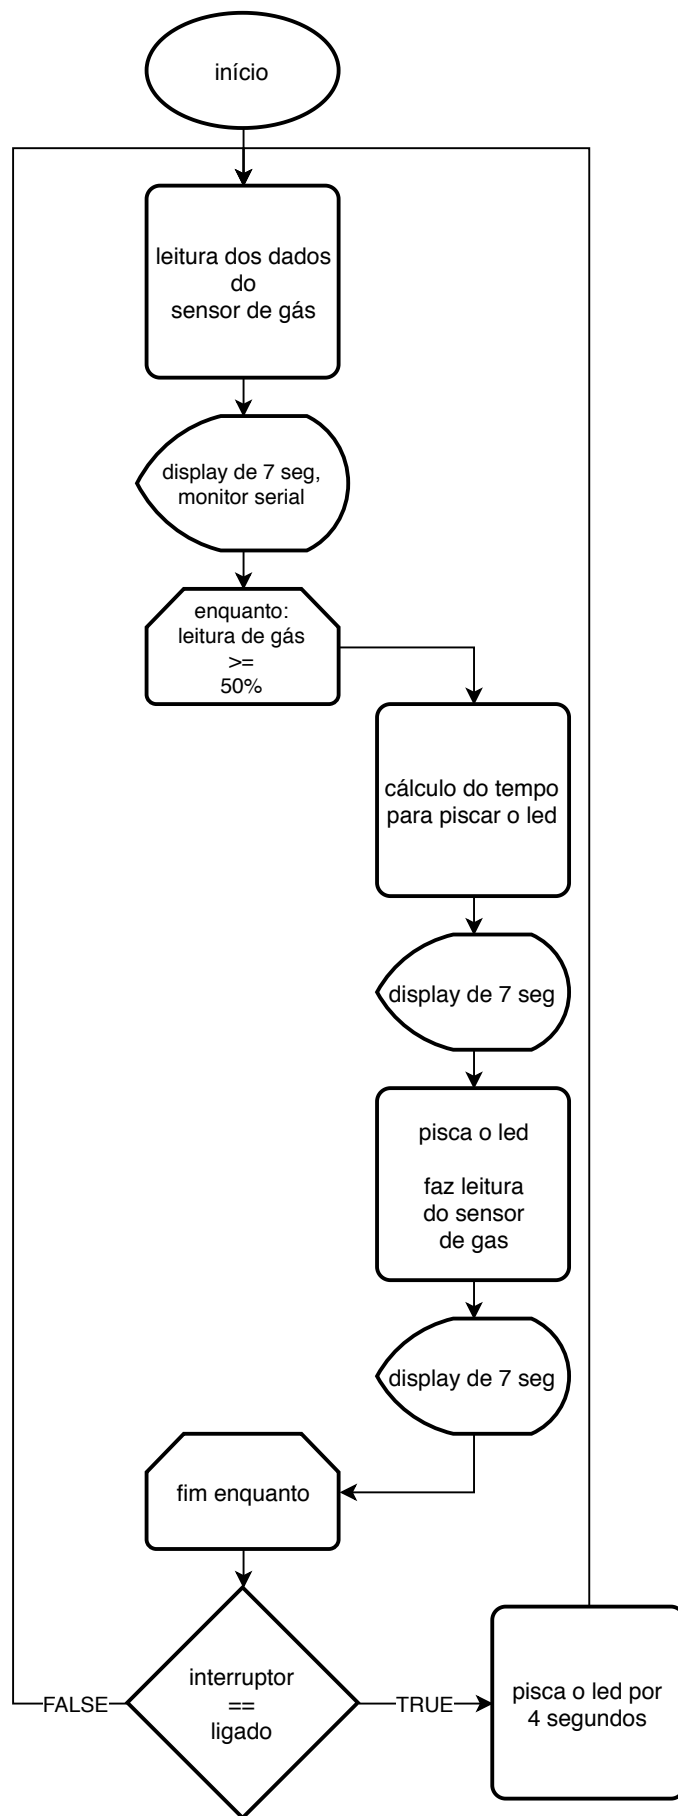 início
leitura dos dados
do
sensor de gás
display de 7 seg,
monitor serial
enquanto:
leitura de gás
>=
50%
cálculo do tempo
para piscar o led
display de 7 seg
pisca o led
faz leitura
do sensor
de gas
display de 7 seg
fim enquanto
interruptor
==
ligado
FALSE
TRUE
pisca o led por
4 segundos